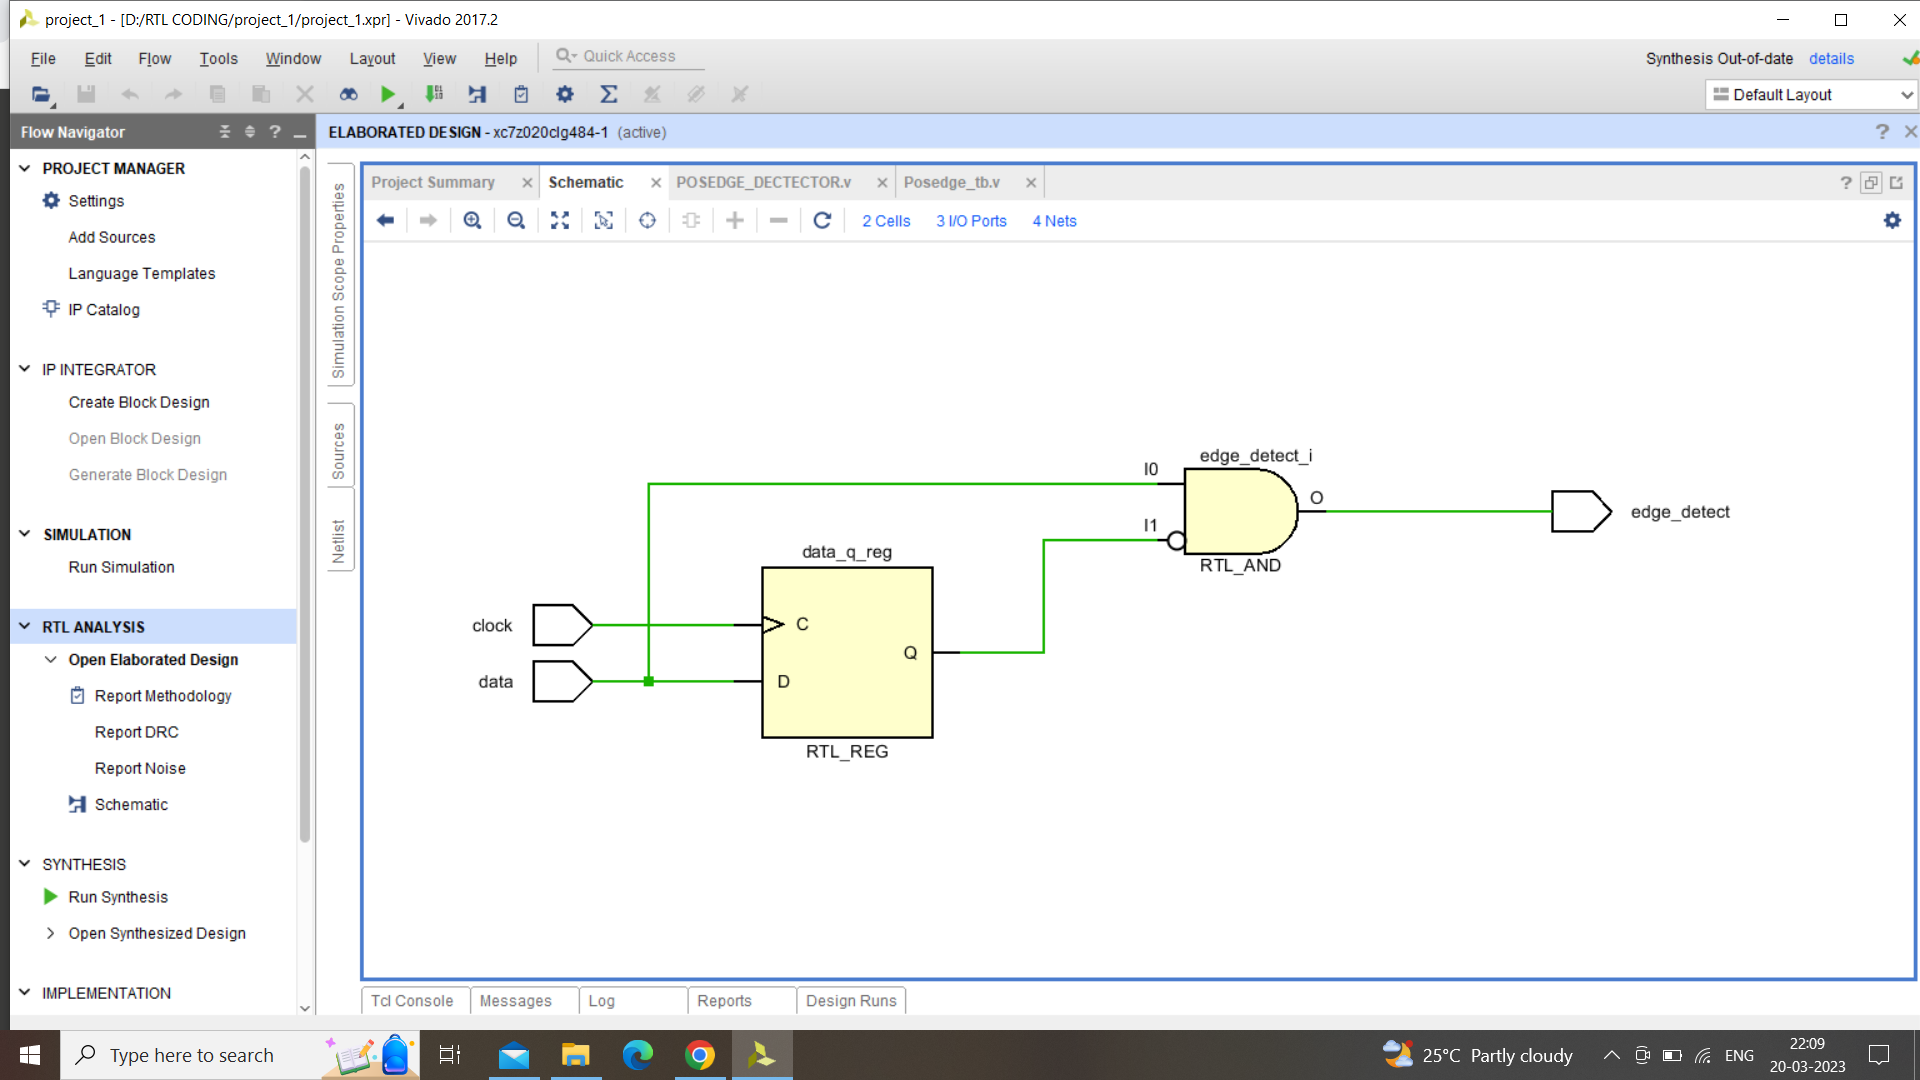 project_1 - [D:/RTL CODING/project_1/project_1.xpr] - Vivado 2017.2
File Edit Flow Tools Window Layout View Help Quick Access
Synthesis Out-of-date details
Default Layout
Flow Navigator
ELABORATED DESIGN - xc7z020clg484-1 (active)
PROJECT MANAGER
Settings
Add Sources
Language Templates
IP Catalog
IP INTEGRATOR
Create Block Design
Open Block Design
Generate Block Design
SIMULATION
Run Simulation
RTL ANALYSIS
Open Elaborated Design
Report Methodology
Report DRC
Report Noise
Schematic
SYNTHESIS
Run Synthesis
Open Synthesized Design
IMPLEMENTATION
Simulation Scope Properties
Sources
Netlist
Project Summary Schematic POSEDGE_DECTECTOR.v Posedge_tb.v
2 Cells 3 I/O Ports 4 Nets
edge_detect_i
I0
O
I1
edge_detect
RTL_AND
data_q_reg
clock
C
Q
data
D
RTL_REG
Tcl Console Messages Log Reports Design Runs
Type here to search
25°C Partly cloudy
ENG
22:09
20-03-2023